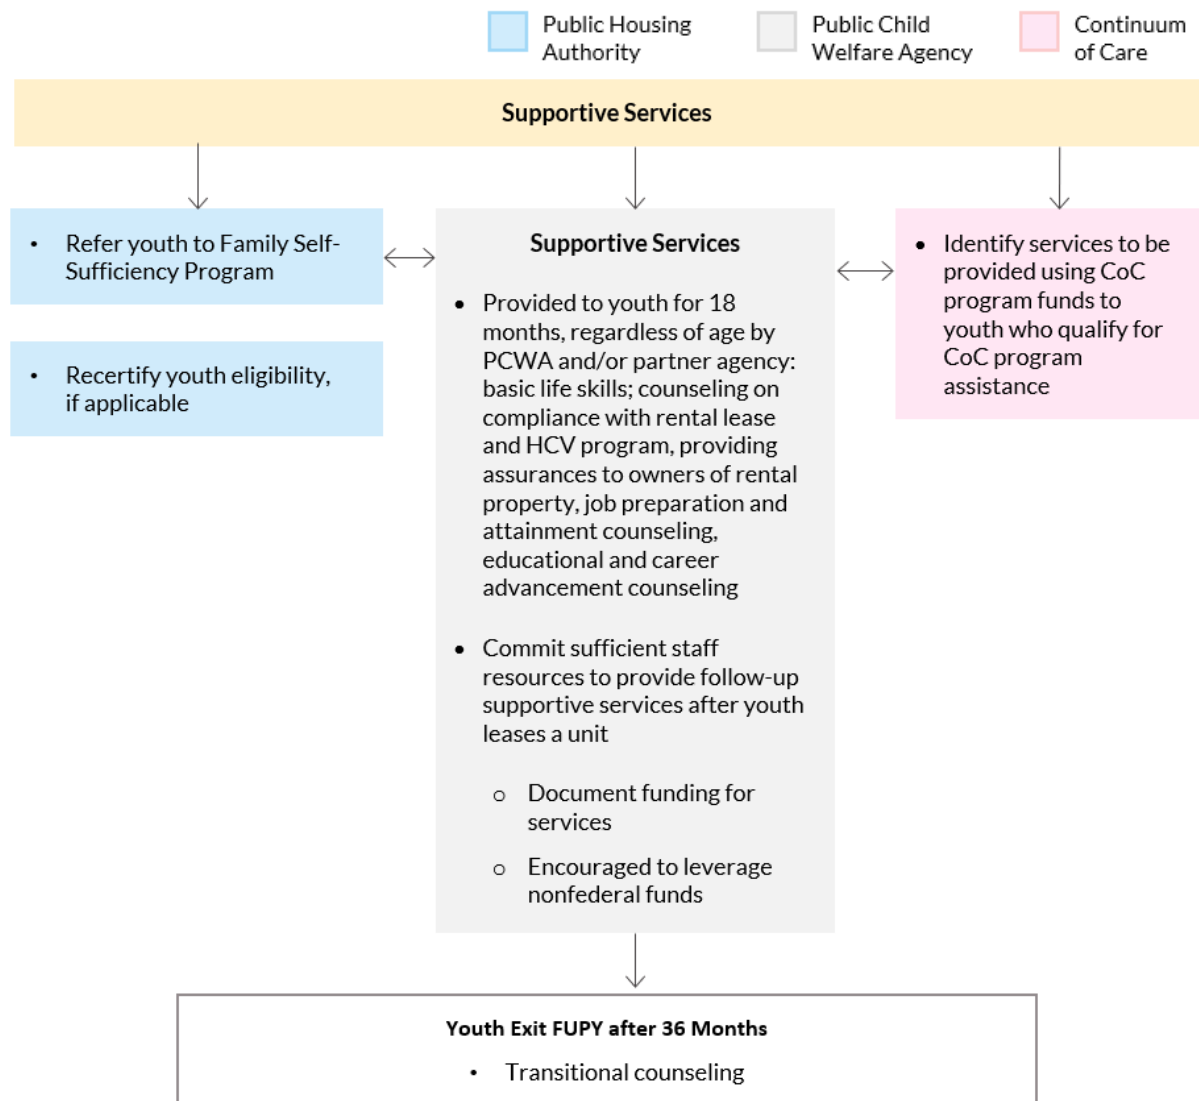 Public Housing
Authority
Public Child
Welfare Agency
Continuum
of Care
Supportive Services
• Refer youth to Family Self-
Sufficiency Program
• Recertify youth eligibility,
if applicable
Supportive Services
• Provided to youth for 18
months, regardless of age by
PCWA and/or partner agency:
basic life skills; counseling on
compliance with rental lease
and HCV program, providing
assurances to owners of rental
property, job preparation and
attainment counseling,
educational and career
advancement counseling
• Commit sufficient staff
resources to provide follow-up
supportive services after youth
leases a unit
o Document funding for
services
o Encouraged to leverage
nonfederal funds
• Identify services to be
provided using CoC
program funds to
youth who qualify for
CoC program
assistance
Youth Exit FUPY after 36 Months
• Transitional counseling